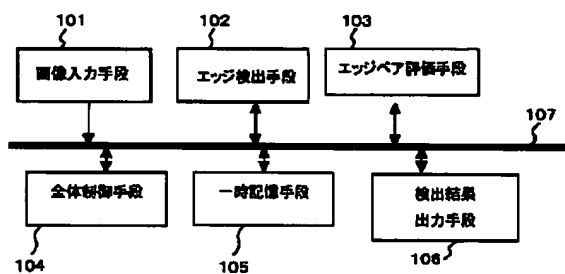 101
102
103
画像入力手段
エッジ検出手段
エッジペア評価手段
107
全体制御手段
一時記憶手段
検出結果
出力手段
104
105
106